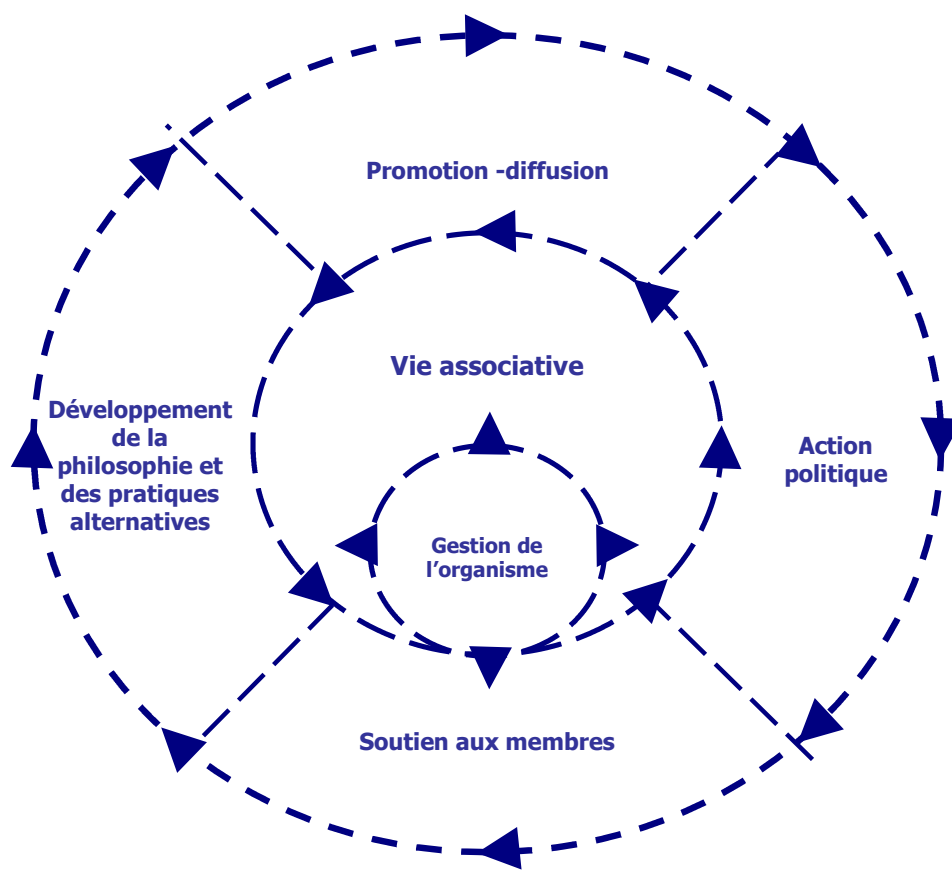 Promotion -diffusion
Vie associative
Développement
de la
philosophie et
des pratiques
alternatives
Action
politique
Gestion de
l’organisme
Soutien aux membres